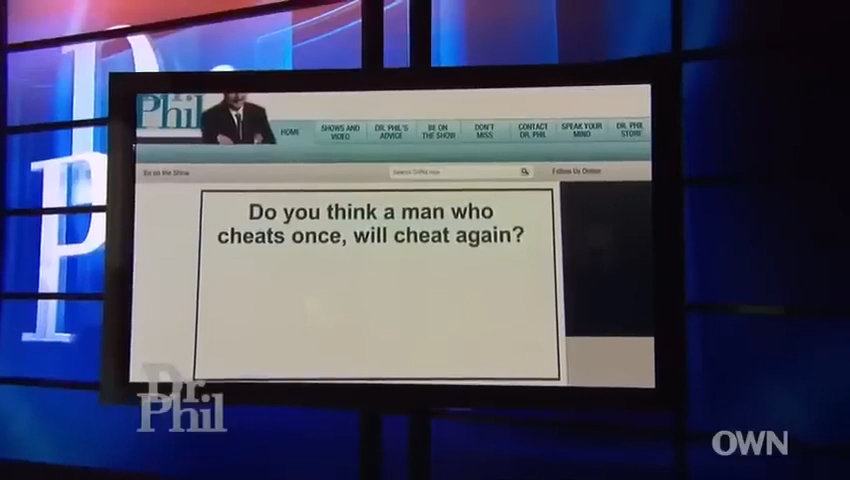 Dr.
Phil
HOME
SHOWS AND
VIDEO
DR. PHIL'S
ADVICE
BE ON
THE SHOW
DON'T
MISS
CONTACT
DR. PHIL
SPEAK YOUR
MIND
DR. PHIL
STORE
on the Show
Search
Follow Us Online
Do you think a man who
cheats once, will cheat again?
Dr.
Phil
OWN